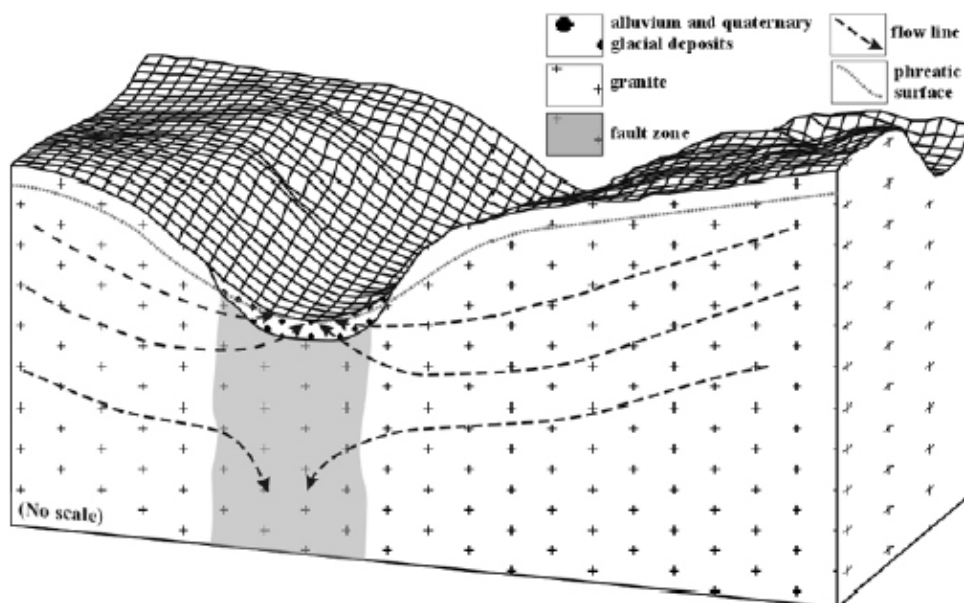 alluvium and quaternary
glacial deposits
granite
fault zone
flow line
phreatic
surface
(No scale)